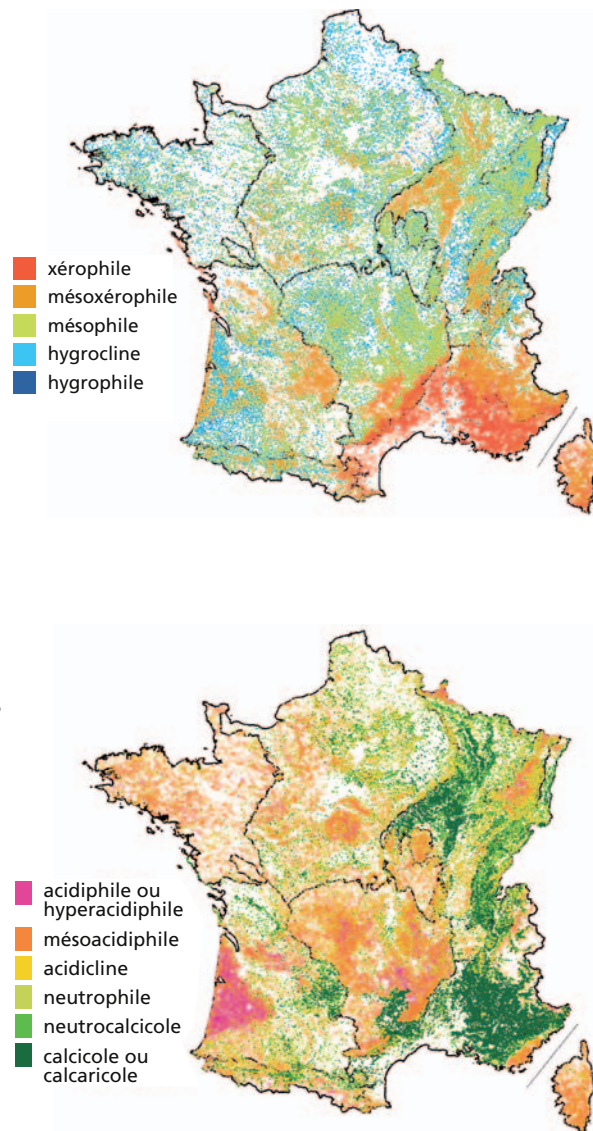 xérophile
mésoxérophile
mésophile
hygrocline
hygrophile
acidiphile ou
hyperacidiphile
mésoacidiphile
acidicline
neutrophile
neutrocalcicole
calcicole ou
calcaricole